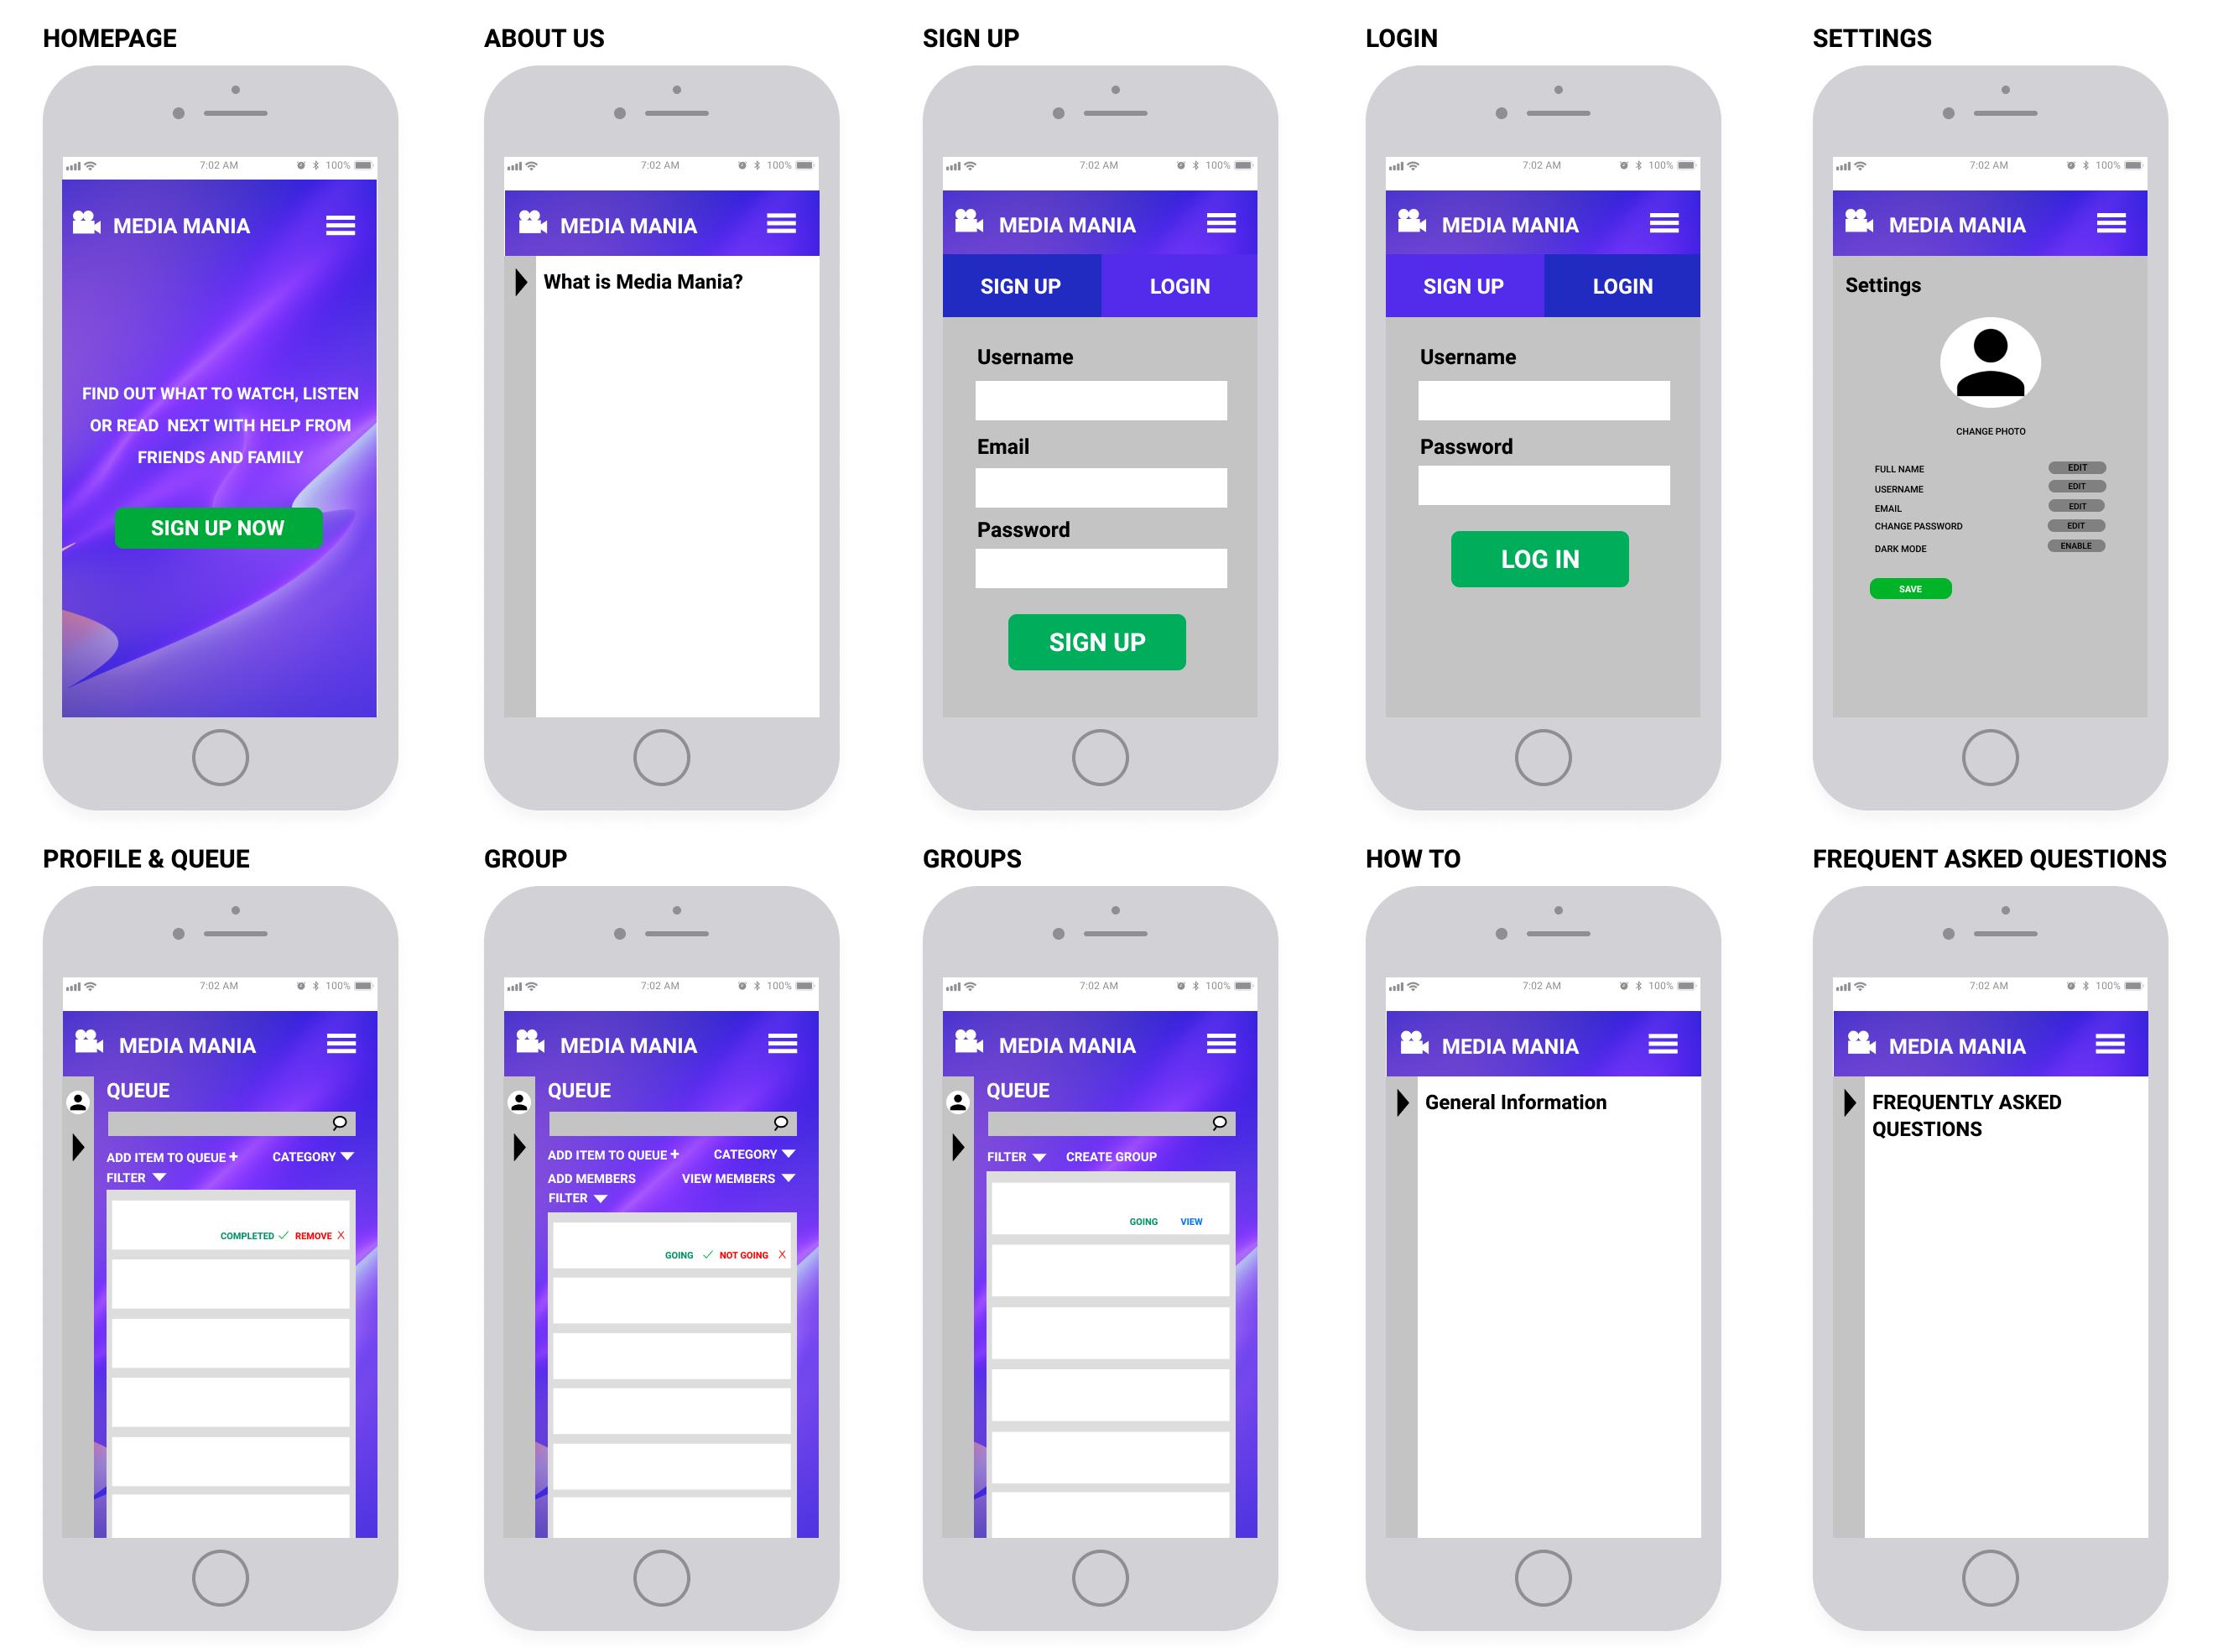 HOMEPAGE
7:02 AM 100%
MEDIA MANIA
FIND OUT WHAT TO WATCH, LISTEN
OR READ NEXT WITH HELP FROM
FRIENDS AND FAMILY
SIGN UP NOW
ABOUT US
7:02 AM 100%
MEDIA MANIA
What is Media Mania?
SIGN UP
7:02 AM 100%
MEDIA MANIA
SIGN UP LOGIN
Username
Email
Password
SIGN UP
LOGIN
7:02 AM 100%
MEDIA MANIA
SIGN UP LOGIN
Username
Password
LOG IN
SETTINGS
7:02 AM 100%
MEDIA MANIA
Settings
CHANGE PHOTO
FULL NAME EDIT
USERNAME EDIT
EMAIL EDIT
CHANGE PASSWORD EDIT
DARK MODE ENABLE
SAVE
PROFILE & QUEUE
7:02 AM 100%
MEDIA MANIA
QUEUE
ADD ITEM TO QUEUE + CATEGORY
FILTER
COMPLETED ✓ REMOVE X
GROUP
7:02 AM 100%
MEDIA MANIA
QUEUE
ADD ITEM TO QUEUE + CATEGORY
ADD MEMBERS VIEW MEMBERS
FILTER
GOING ✓ NOT GOING X
GROUPS
7:02 AM 100%
MEDIA MANIA
QUEUE
FILTER CREATE GROUP
GOING VIEW
HOW TO
7:02 AM 100%
MEDIA MANIA
General Information
FREQUENT ASKED QUESTIONS
7:02 AM 100%
MEDIA MANIA
FREQUENTLY ASKED
QUESTIONS